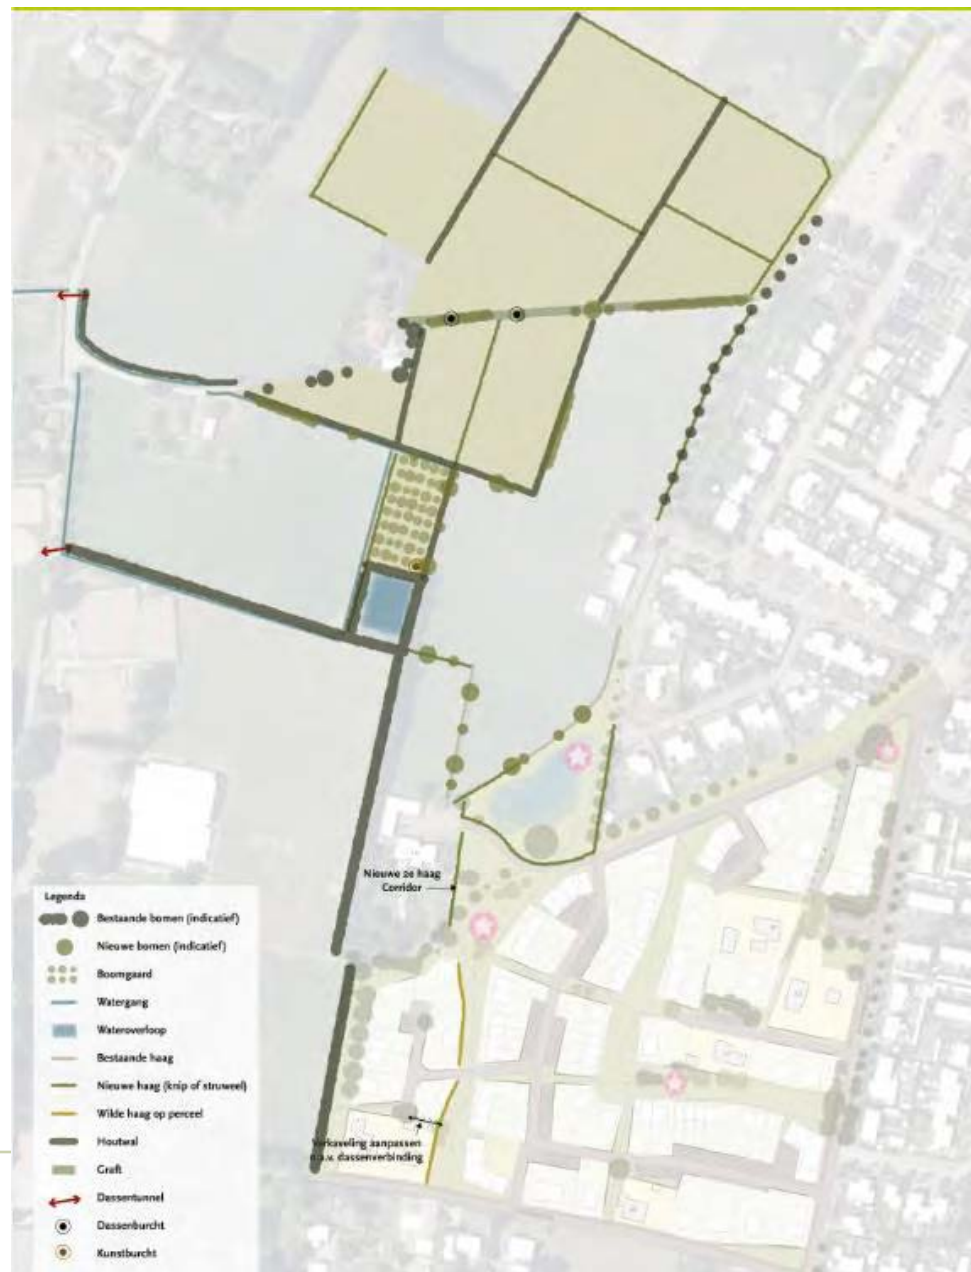 Nieuwe 2e haag
Corridor
Legenda
Bestaande bomen (indicatief)
Nieuwe bomen (indicatief)
Boomgaard
Watergang
Wateroverloop
Bestaande haag
Nieuwe haag (knip of struweel)
Wilde haag op perceel
Houtwal
Graft
Dassentunnel
Dassenburcht
Kunstburcht
Verkaveling aanpassen
n.a.v. dassenverbinding